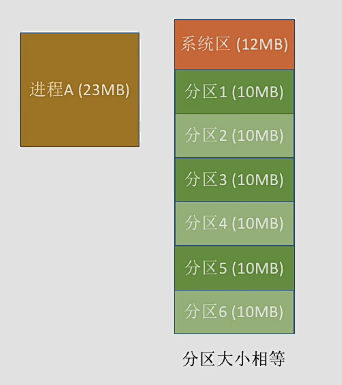 系统区 (12MB)
进程A (23MB)
分区1 (10MB)
分区2 (10MB)
分区3 (10MB)
分区4 (10MB)
分区5 (10MB)
分区6 (10MB)
分区大小相等